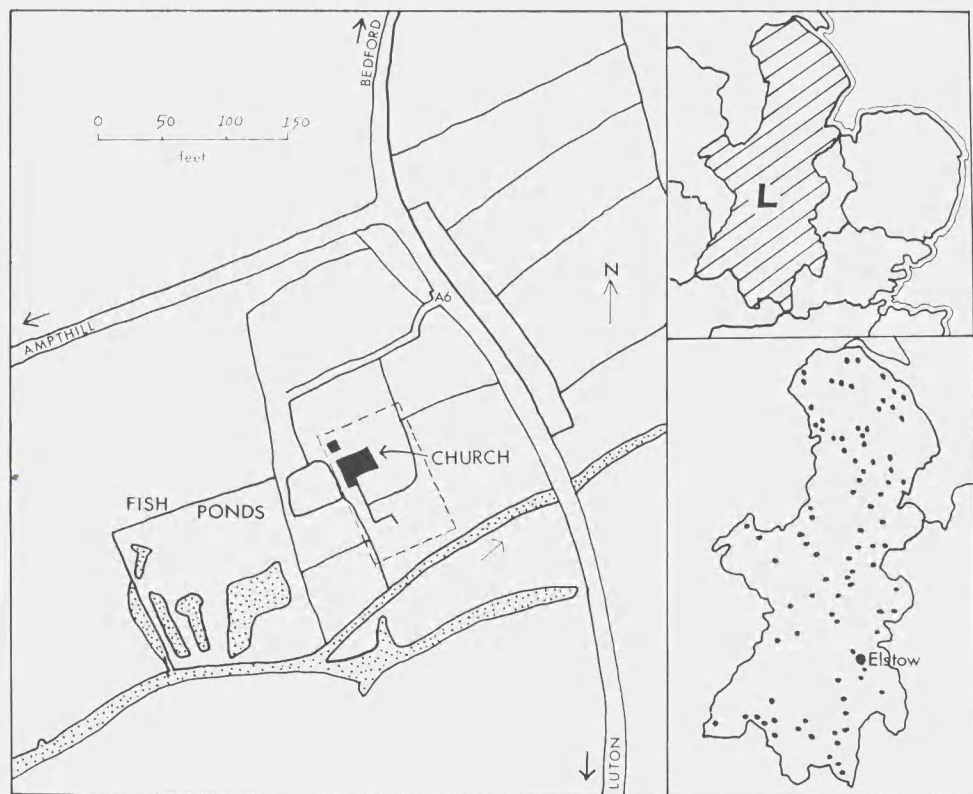 BEDFORD
0 50 100 150
feet
AMPTHILL
A6
N
CHURCH
FISH PONDS
LUTON
L
Elstow